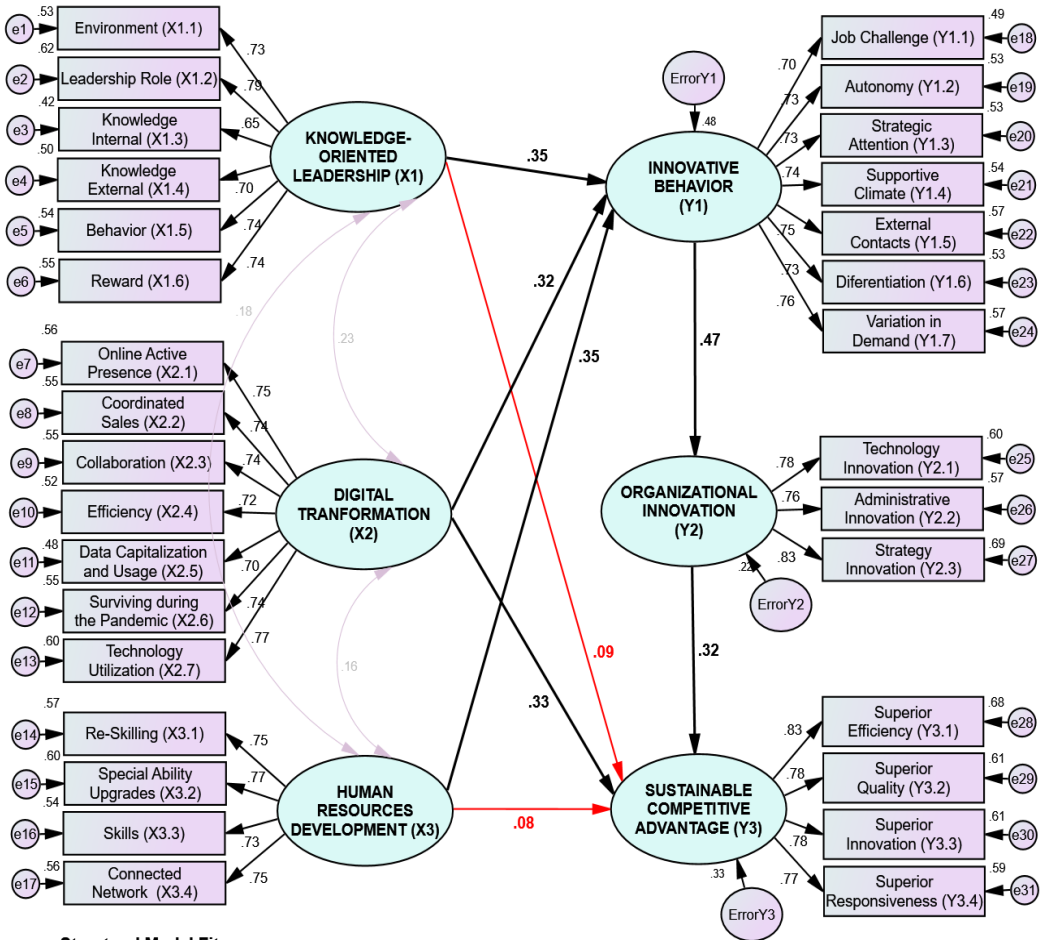 .53
e1
Environment (X1.1)
.73
.62
e2
Leadership Role (X1.2)
.79
.42
e3
Knowledge
Internal (X1.3)
.65
.50
e4
Knowledge
External (X1.4)
.70
.54
e5
Behavior (X1.5)
.74
.55
e6
Reward (X1.6)
.74
KNOWLEDGE-
ORIENTED
LEADERSHIP (X1)
.56
e7
Online Active
Presence (X2.1)
.75
.55
e8
Coordinated
Sales (X2.2)
.74
.55
e9
Collaboration (X2.3)
.74
.52
e10
Efficiency (X2.4)
.72
.48
e11
Data Capitalization
and Usage (X2.5)
.70
.55
e12
Surviving during
the Pandemic (X2.6)
.74
.60
e13
Technology
Utilization (X2.7)
.77
DIGITAL
TRANFORMATION
(X2)
.57
e14
Re-Skilling (X3.1)
.75
.60
e15
Special Ability
Upgrades (X3.2)
.77
.54
e16
Skills (X3.3)
.73
.56
e17
Connected
Network (X3.4)
.75
HUMAN
RESOURCES
DEVELOPMENT (X3)
.18
.23
.16
.35
.32
.35
.47
.09
.33
.32
.08
ErrorY1
.48
INNOVATIVE
BEHAVIOR
(Y1)
.70
Job Challenge (Y1.1)
.49
e18
.73
Autonomy (Y1.2)
.53
e19
.73
Strategic
Attention (Y1.3)
.53
e20
.74
Supportive
Climate (Y1.4)
.54
e21
.75
External
Contacts (Y1.5)
.57
e22
.73
Diferentiation (Y1.6)
.53
e23
.76
Variation in
Demand (Y1.7)
.57
e24
ORGANIZATIONAL
INNOVATION
(Y2)
.22
ErrorY2
.78
Technology
Innovation (Y2.1)
.60
e25
.76
Administrative
Innovation (Y2.2)
.57
e26
.83
Strategy
Innovation (Y2.3)
.69
e27
SUSTAINABLE
COMPETITIVE
ADVANTAGE (Y3)
.33
ErrorY3
.83
Superior
Efficiency (Y3.1)
.68
e28
.78
Superior
Quality (Y3.2)
.61
e29
.78
Superior
Innovation (Y3.3)
.61
e30
.77
Superior
Responsiveness (Y3.4)
.59
e31